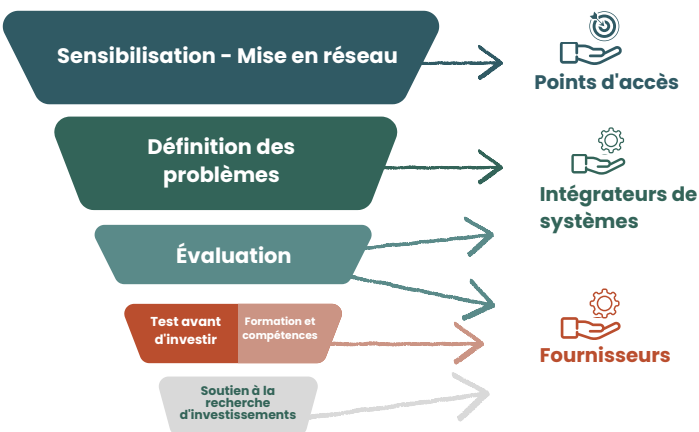 Sensibilisation - Mise en réseau
Points d'accès
Définition des
problèmes
Intégrateurs de
systèmes
Évaluation
Test avant
d'investir
Formation et
compétences
Fournisseurs
Soutien à la
recherche
d'investissements